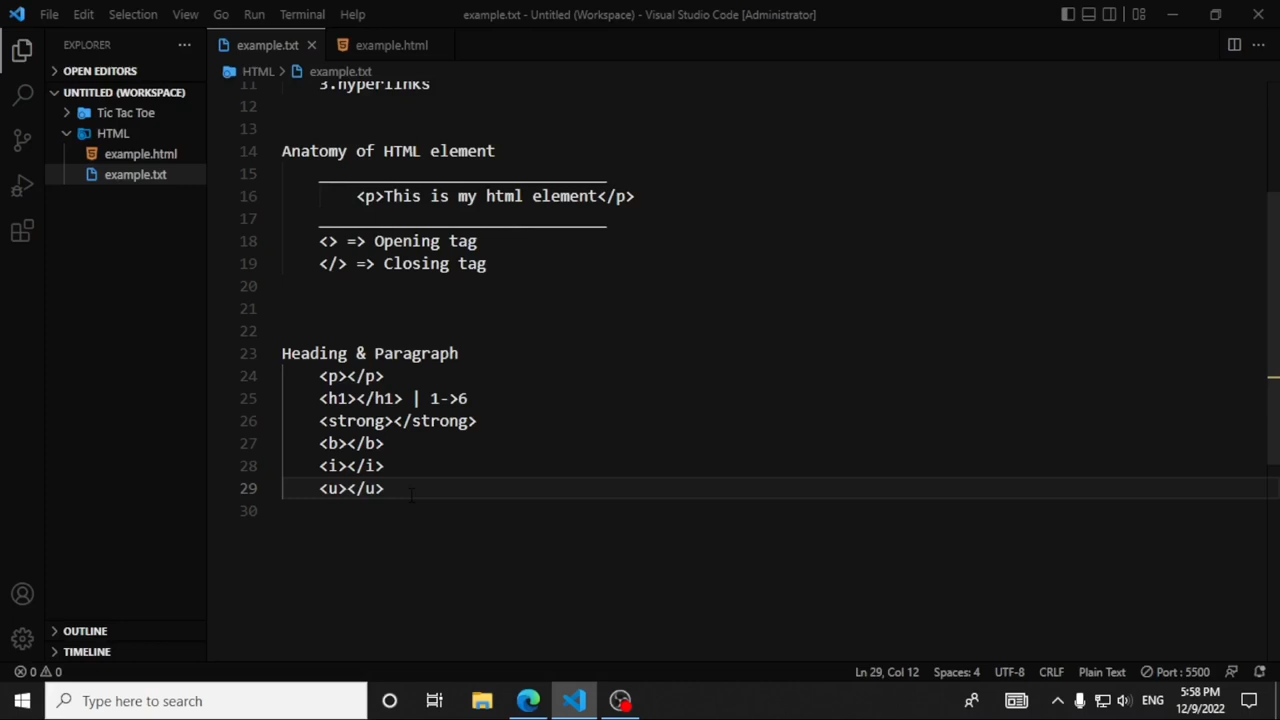 File Edit Selection View Go Run Terminal Help
example.txt - Untitled (Workspace) - Visual Studio Code [Administrator]
EXPLORER
example.txt
example.html
OPEN EDITORS
HTML > example.txt
UNTITLED (WORKSPACE)
Tic Tac Toe
HTML
example.html
example.txt
11 3.hyperlinks
12
13
14 Anatomy of HTML element
15 _______________________________
16 <p>This is my html element</p>
17 _______________________________
18 <> => Opening tag
19 </> => Closing tag
20
21
22
23 Heading & Paragraph
24 <p></p>
25 <h1></h1> | 1->6
26 <strong></strong>
27 <b></b>
28 <i></i>
29 <u></u>
30
OUTLINE
TIMELINE
0 0
Ln 29, Col 12 Spaces: 4 UTF-8 CRLF Plain Text Port : 5500
Type here to search
ENG
5:58 PM
12/9/2022